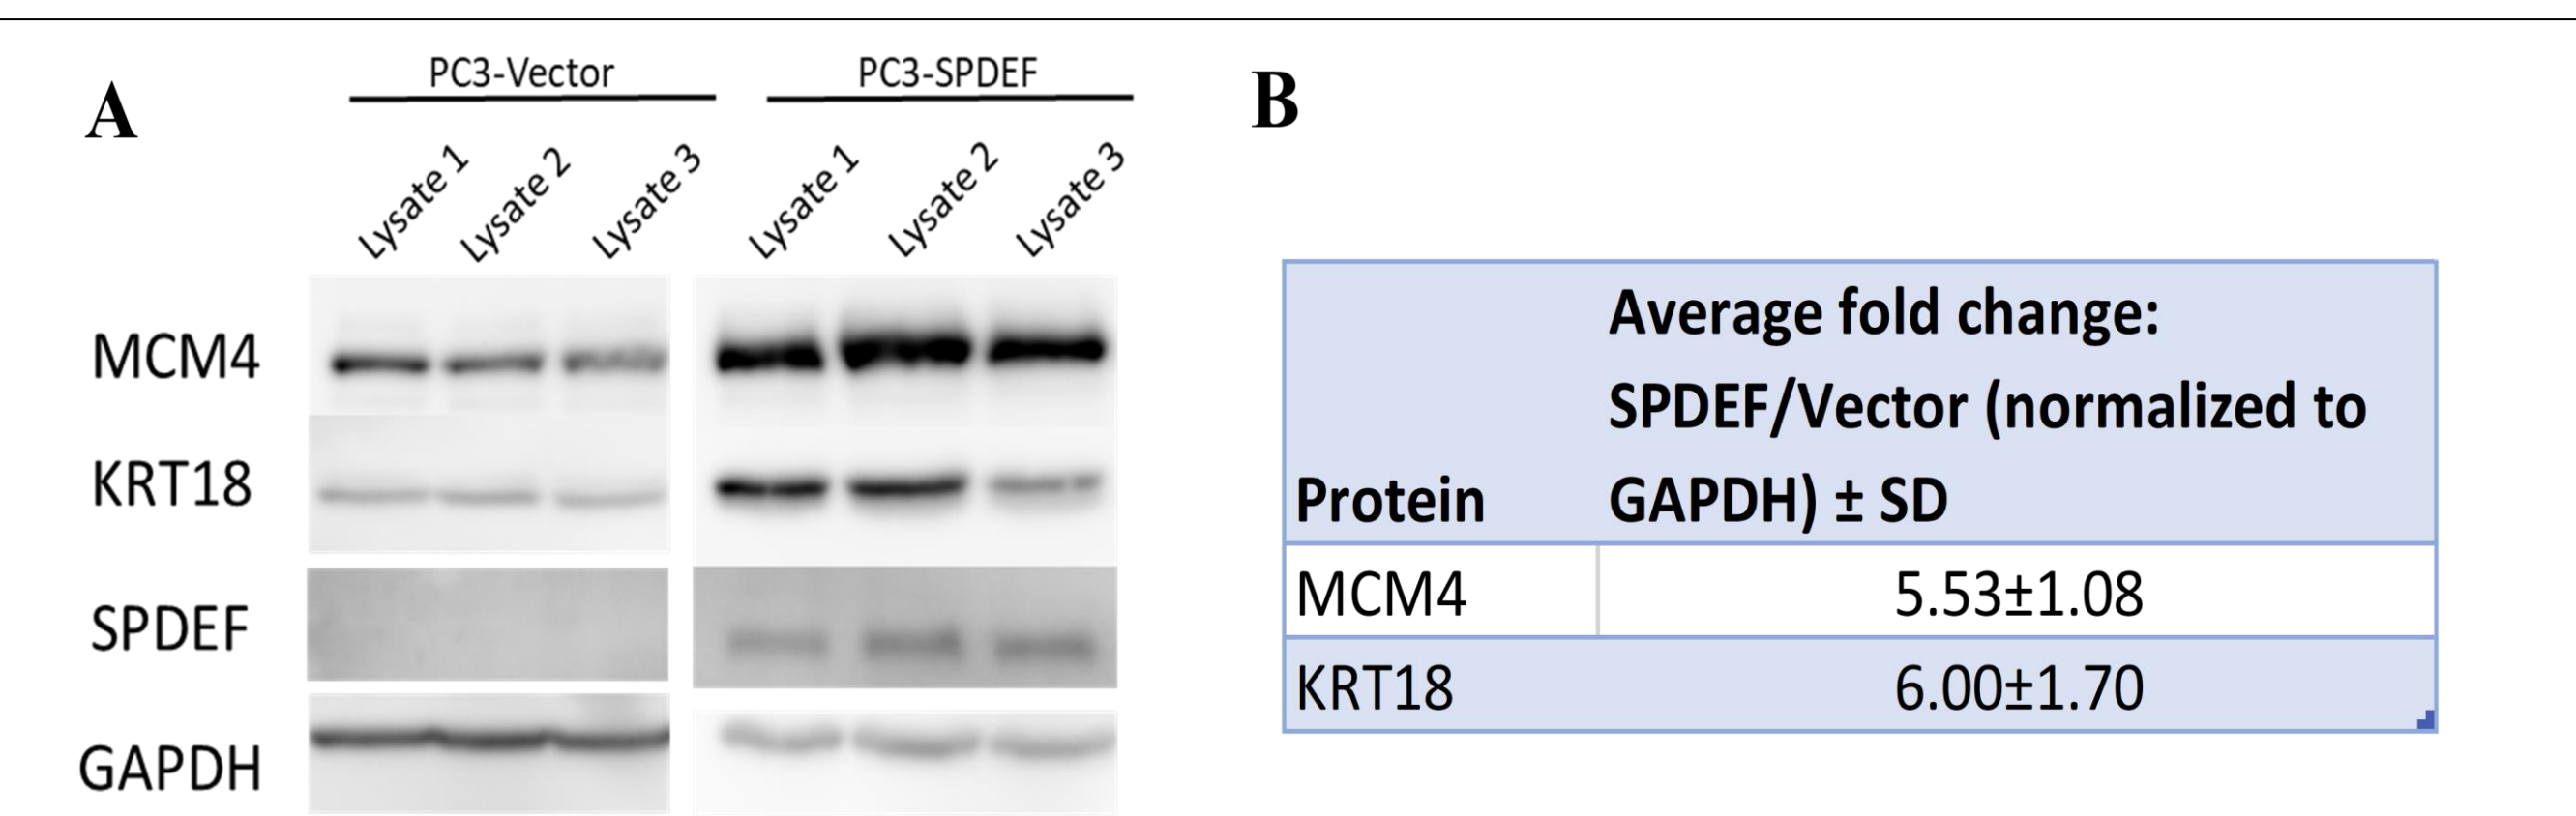 A
PC3-Vector
PC3-SPDEF
Lysate 1
Lysate 2
Lysate 3
Lysate 1
Lysate 2
Lysate 3
MCM4
KRT18
SPDEF
GAPDH
B
Average fold change:
SPDEF/Vector (normalized to
Protein GAPDH) ± SD
MCM4 5.53±1.08
KRT18 6.00±1.70